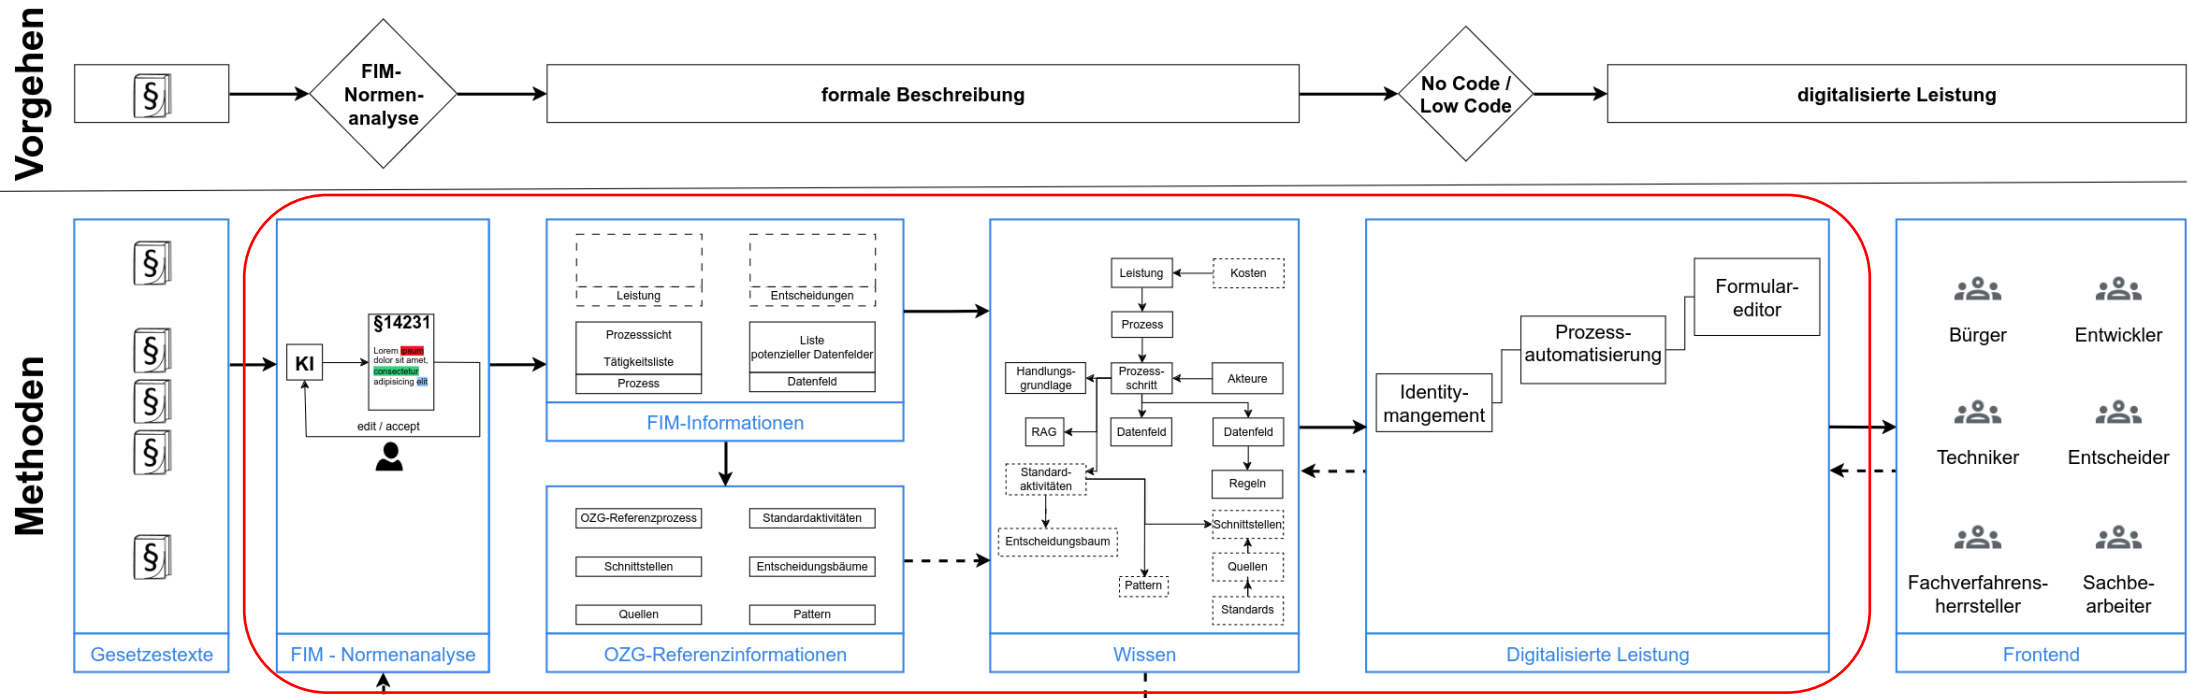 Vorgehen
§
FIM-
Normen-
analyse
formale Beschreibung
No Code /
Low Code
digitalisierte Leistung
Methoden
§
§
§
§
§
Gesetzestexte
KI
§14231
Lorem ipsum
dolor sit amet,
consectetur
adipisicing elit
edit / accept
FIM - Normenanalyse
Leistung
Entscheidungen
Prozesssicht
Tätigkeitsliste
Prozess
Liste
potenzieller Datenfelder
Datenfeld
FIM-Informationen
OZG-Referenzprozess
Standardaktivitäten
Schnittstellen
Entscheidungsbäume
Quellen
Pattern
OZG-Referenzinformationen
Leistung
Kosten
Prozess
Handlungs-
grundlage
Prozess-
schritt
Akteure
RAG
Datenfeld
Datenfeld
Standard-
aktivitäten
Regeln
Schnittstellen
Entscheidungsbaum
Quellen
Pattern
Standards
Wissen
Formular-
editor
Prozess-
automatisierung
Identity-
mangement
Digitalisierte Leistung
Bürger
Entwickler
Techniker
Entscheider
Fachverfahrens-
herrsteller
Sachbe-
arbeiter
Frontend